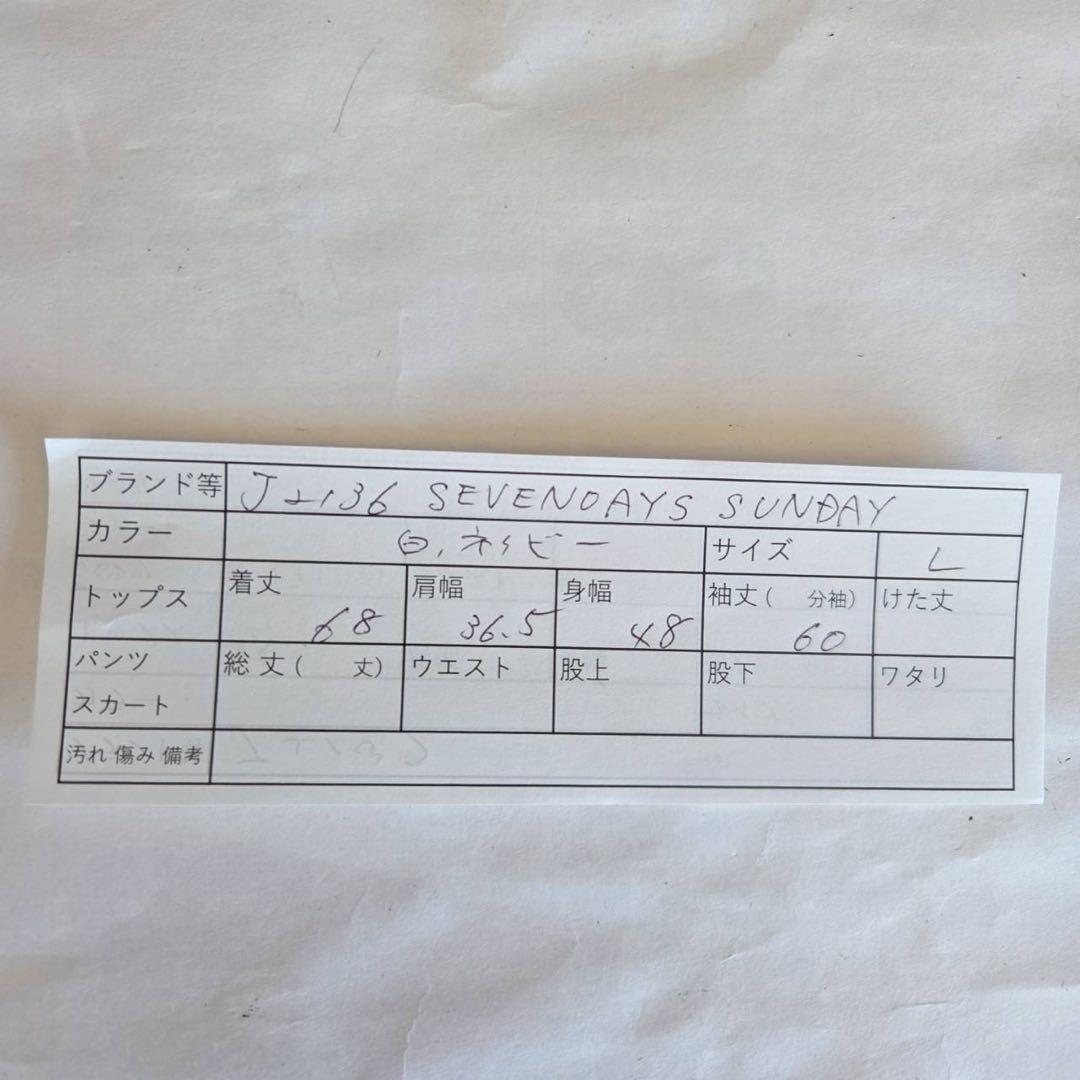 ブランド等 J2136 SEVENDAYS SUNDAY
カラー 白、ネイビー サイズ L
トップス 着丈 68 肩幅 36.5 身幅 48 袖丈( 分袖) 60 けた丈
パンツ スカート 総丈( 丈) ウエスト 股上 股下 ワタリ
汚れ 傷み 備考